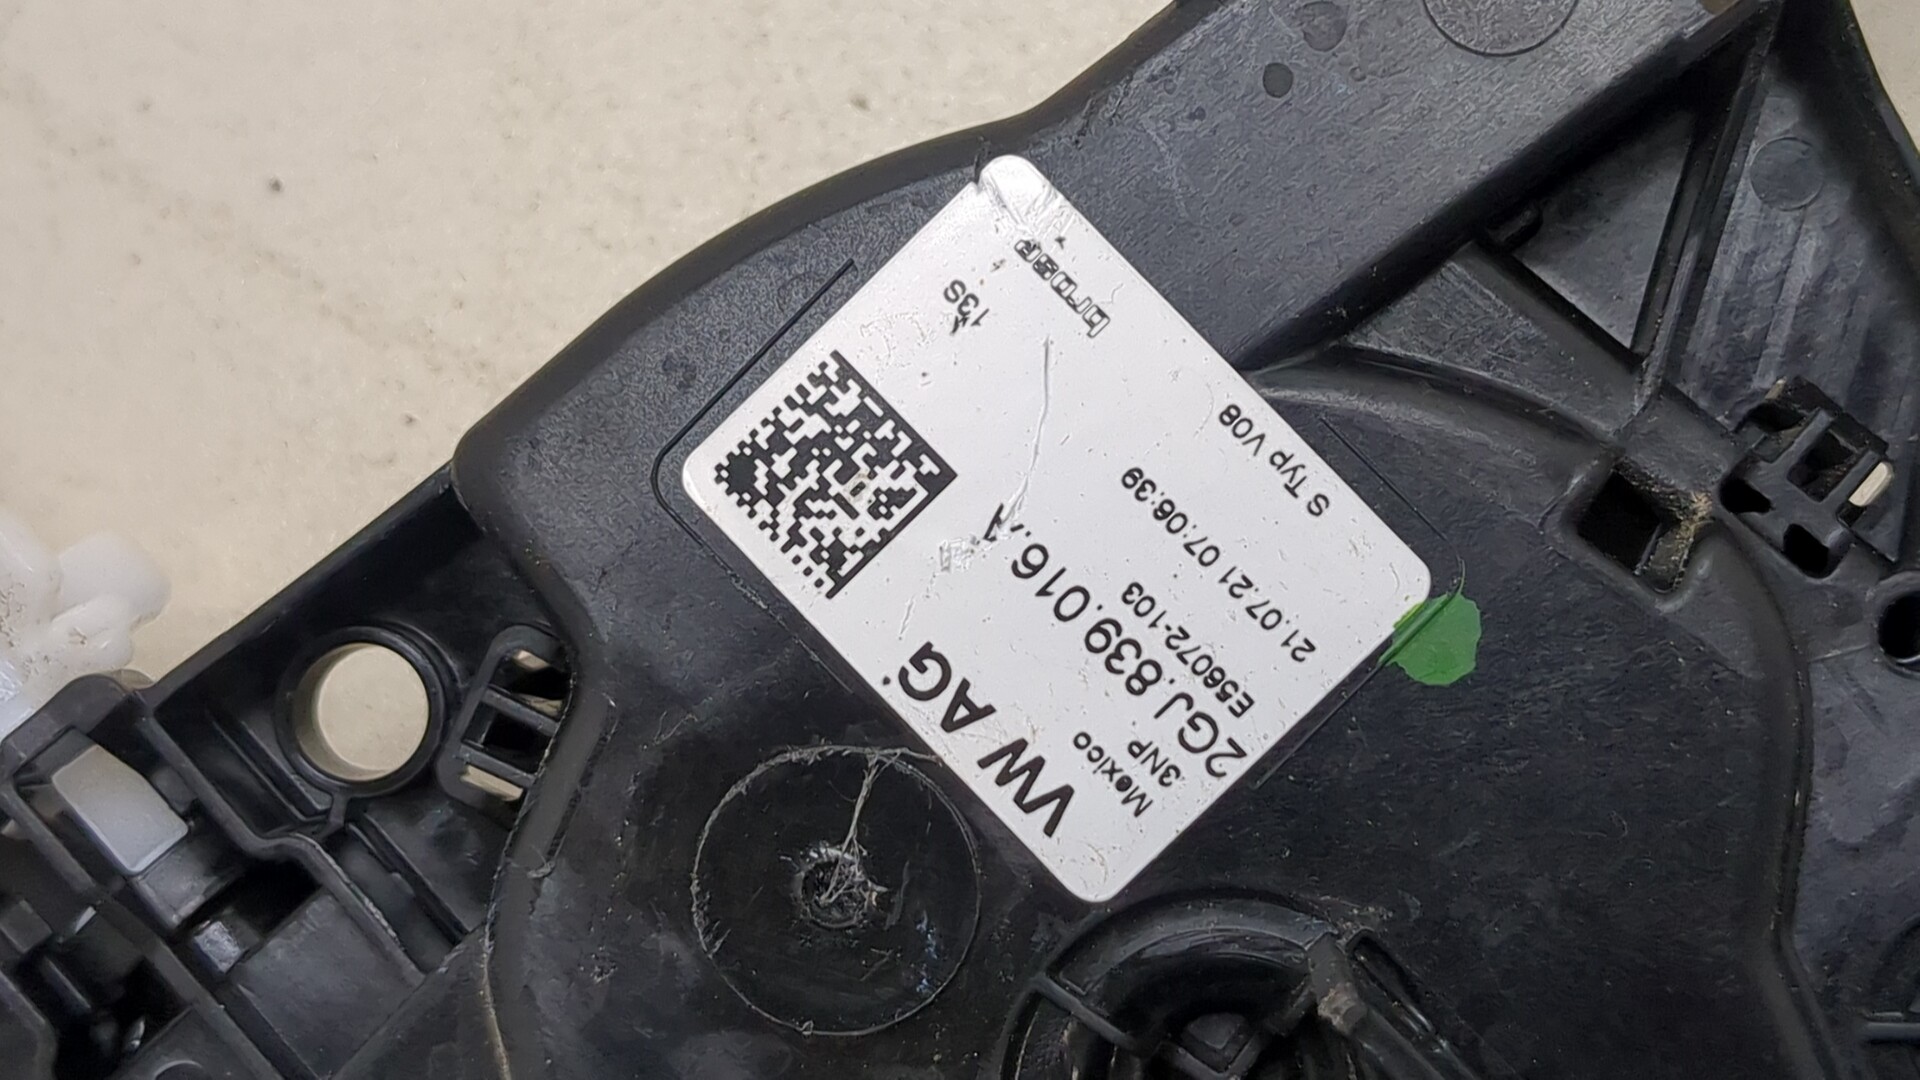 VW AG
brose
13S
Mexico
3NP
2GJ.839.016.A
E56072-103
21.07.21 07:06:39
S Typ V08